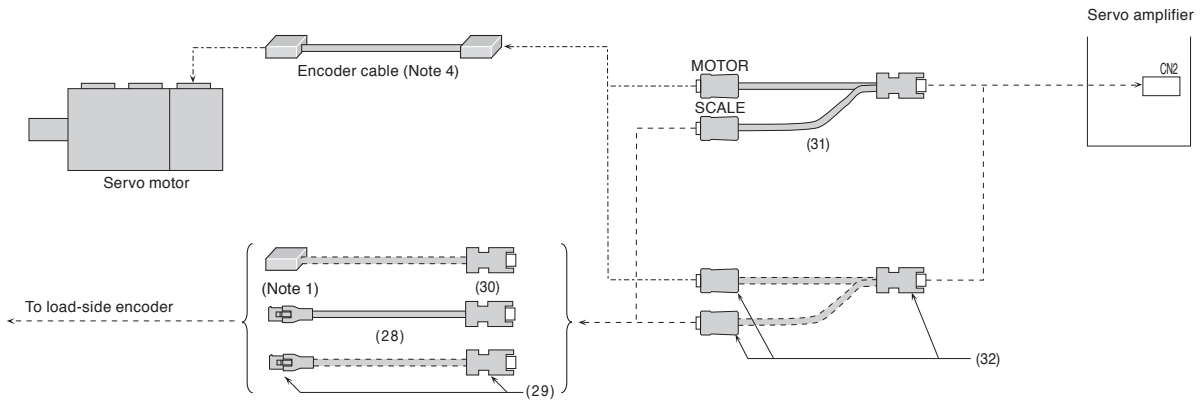 Servo amplifier
CN2
Encoder cable (Note 4)
MOTOR
SCALE
(31)
Servo motor
(Note 1)
(30)
To load-side encoder
(28)
(29)
(32)